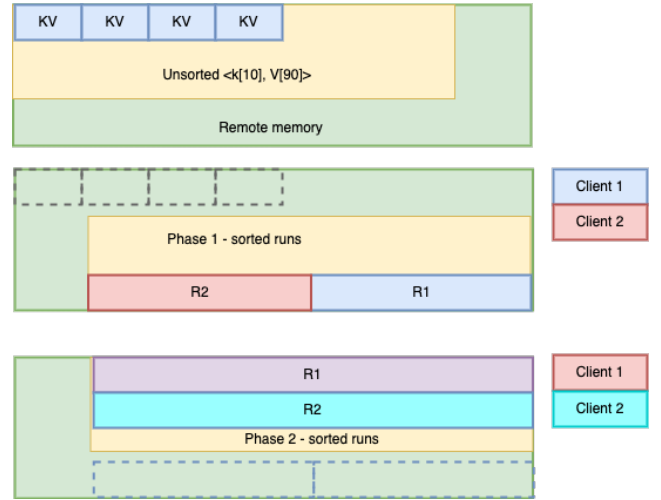 KV KV KV KV
Unsorted <k[10], V[90]>
Remote memory
Client 1
Client 2
Phase 1 - sorted runs
R2 R1
R1
Client 1
R2
Client 2
Phase 2 - sorted runs